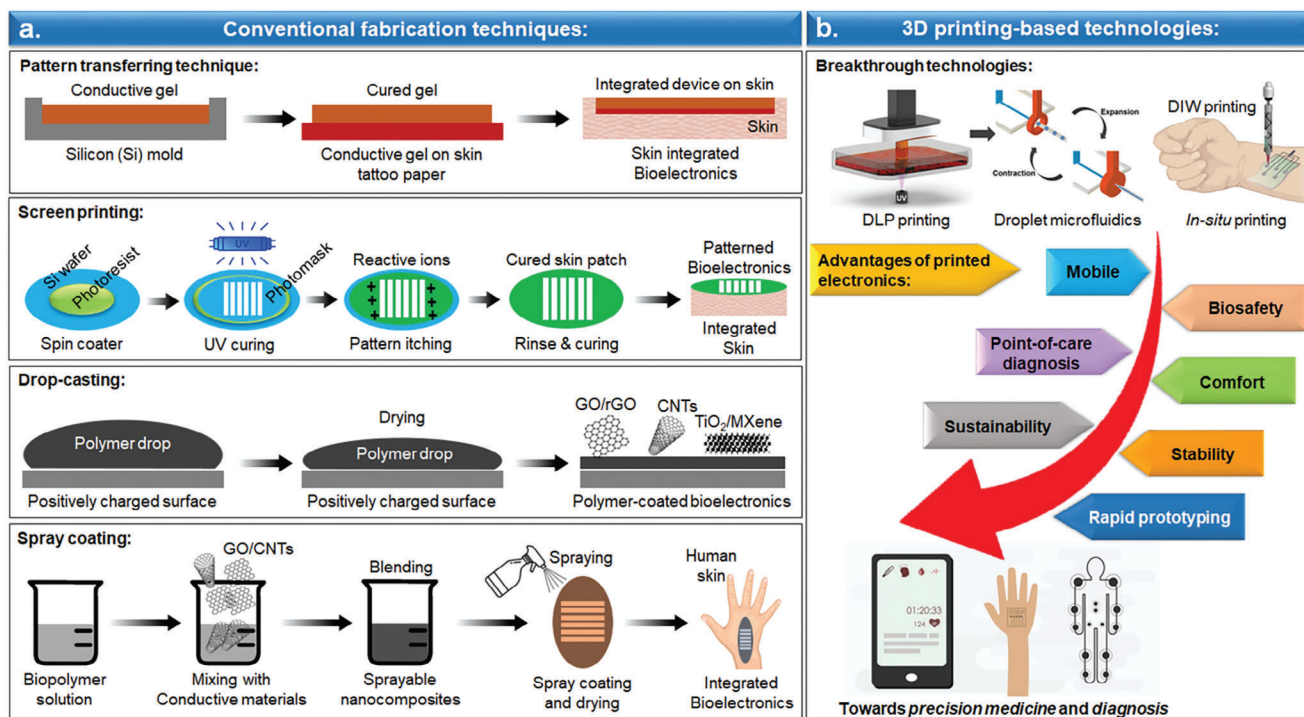 a.
Conventional fabrication techniques:
Pattern transferring technique:
Conductive gel
Silicon (Si) mold
Cured gel
Conductive gel on skin
tattoo paper
Integrated device on skin
Skin
Skin integrated
Bioelectronics
Screen printing:
Si wafer
Photoresist
Spin coater
UV
Photomask
UV curing
Reactive ions
+ +
+ +
+ +
Pattern itching
Cured skin patch
Rinse & curing
Patterned
Bioelectronics
Integrated
Skin
Drop-casting:
Polymer drop
Positively charged surface
Drying
Polymer drop
Positively charged surface
GO/rGO
CNTs
TiO2/MXene
Polymer-coated bioelectronics
Spray coating:
Biopolymer
solution
GO/CNTs
Mixing with
Conductive materials
Blending
Sprayable
nanocomposites
Spraying
Spray coating
and drying
Human
skin
Integrated
Bioelectronics
b.
3D printing-based technologies:
Breakthrough technologies:
UV
DLP printing
Expansion
Contraction
Droplet microfluidics
DIW printing
In-situ printing
Advantages of printed
electronics:
Mobile
Biosafety
Point-of-care
diagnosis
Comfort
Sustainability
Stability
Rapid prototyping
01:20:33
124
Towards precision medicine and diagnosis